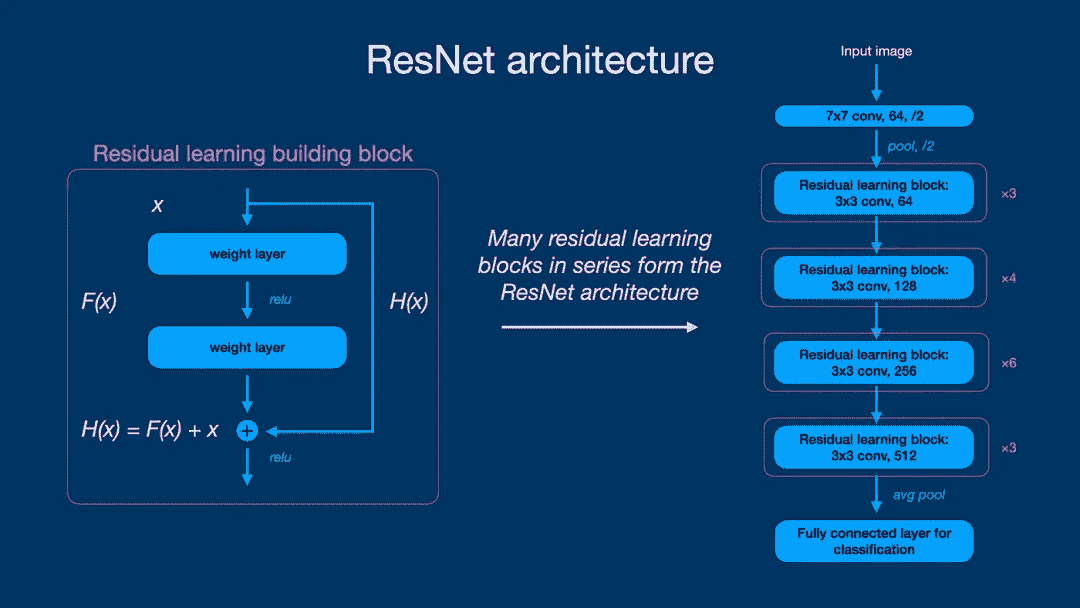 ResNet architecture
Residual learning building block
x
weight layer
F(x)
relu
H(x)
weight layer
H(x) = F(x) + x
+
relu
Many residual learning
blocks in series form the
ResNet architecture
Input image
7x7 conv, 64, /2
pool, /2
Residual learning block:
3x3 conv, 64
×3
Residual learning block:
3x3 conv, 128
×4
Residual learning block:
3x3 conv, 256
×6
Residual learning block:
3x3 conv, 512
×3
avg pool
Fully connected layer for
classification